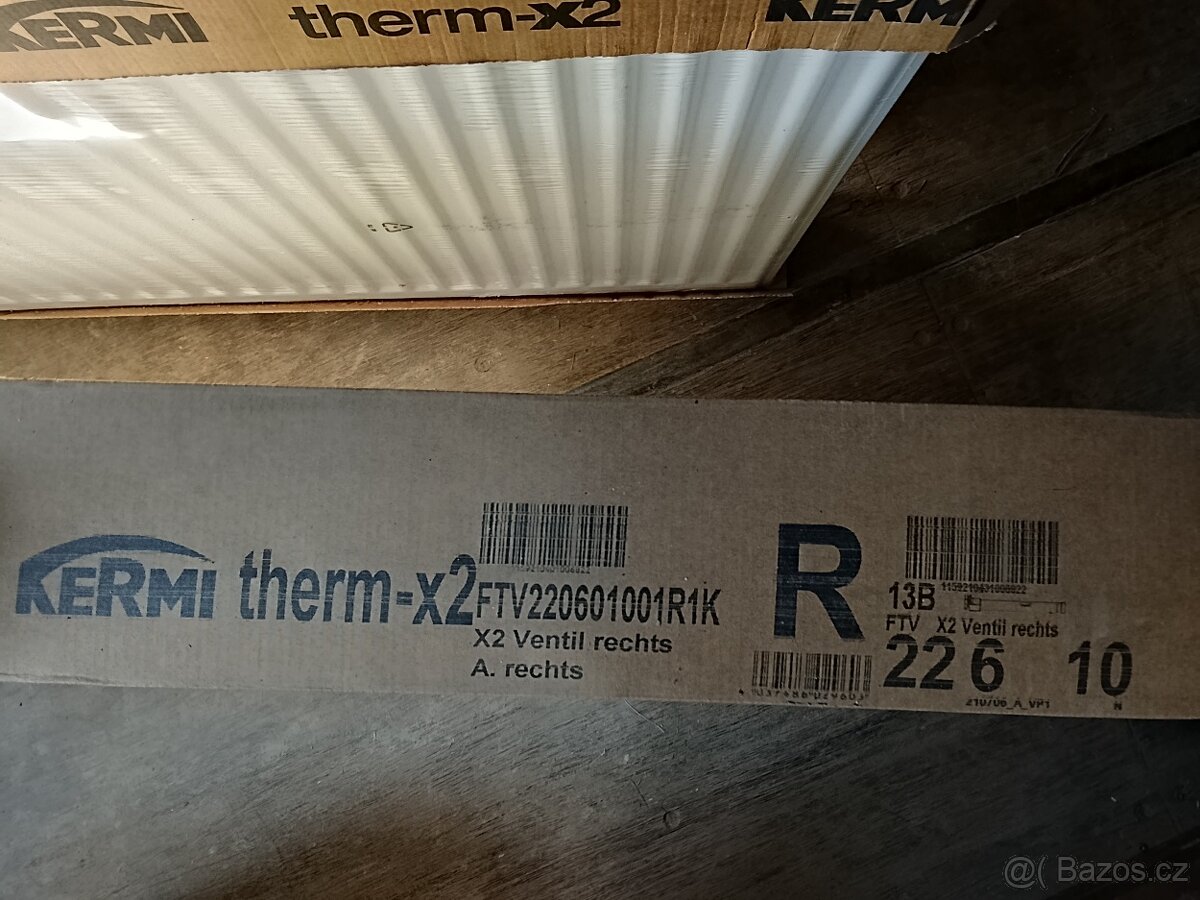 KERMI therm-x2 KERMI
KERMI therm-x2
FTV220601001R1K
X2 Ventil rechts
A. rechts
R
13B
FTV X2 Ventil rechts
22 6 10
210706_A_VP1
N
@( Bazos.cz